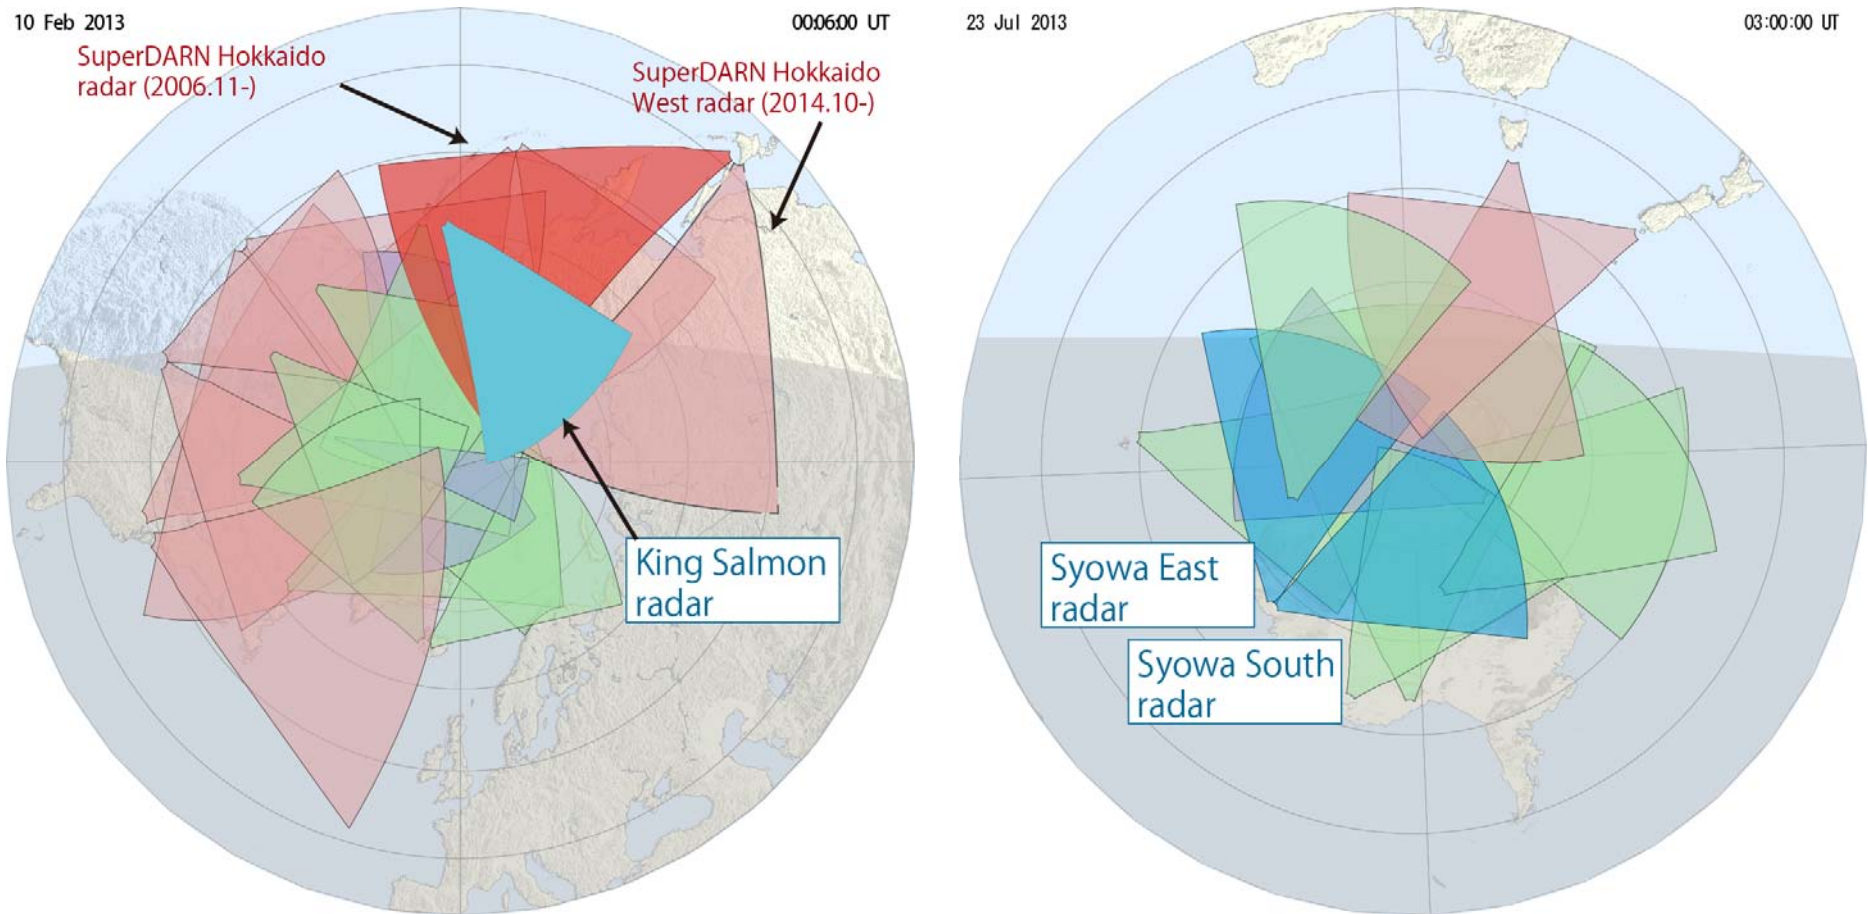 10 Feb 2013
00:06:00 UT
SuperDARN Hokkaido
radar (2006.11-)
SuperDARN Hokkaido
West radar (2014.10-)
King Salmon
radar
23 Jul 2013
03:00:00 UT
Syowa East
radar
Syowa South
radar